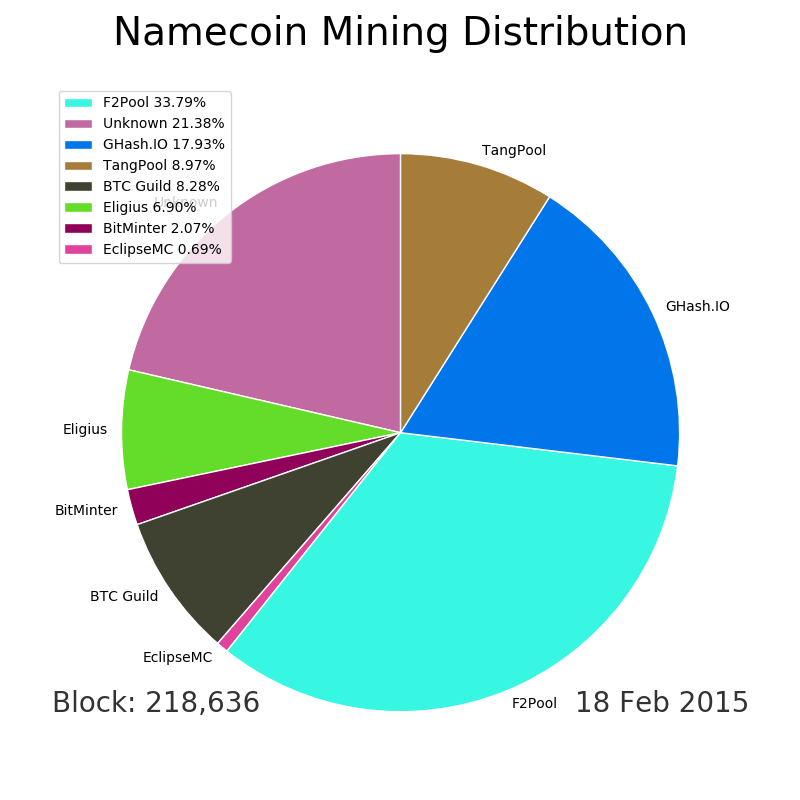 Namecoin Mining Distribution
F2Pool 33.79%
Unknown 21.38%
GHash.IO 17.93%
TangPool 8.97%
BTC Guild 8.28%
Eligius 6.90%
BitMinter 2.07%
EclipseMC 0.69%
Unknown
TangPool
GHash.IO
Eligius
BitMinter
BTC Guild
EclipseMC
F2Pool
Block: 218,636
18 Feb 2015